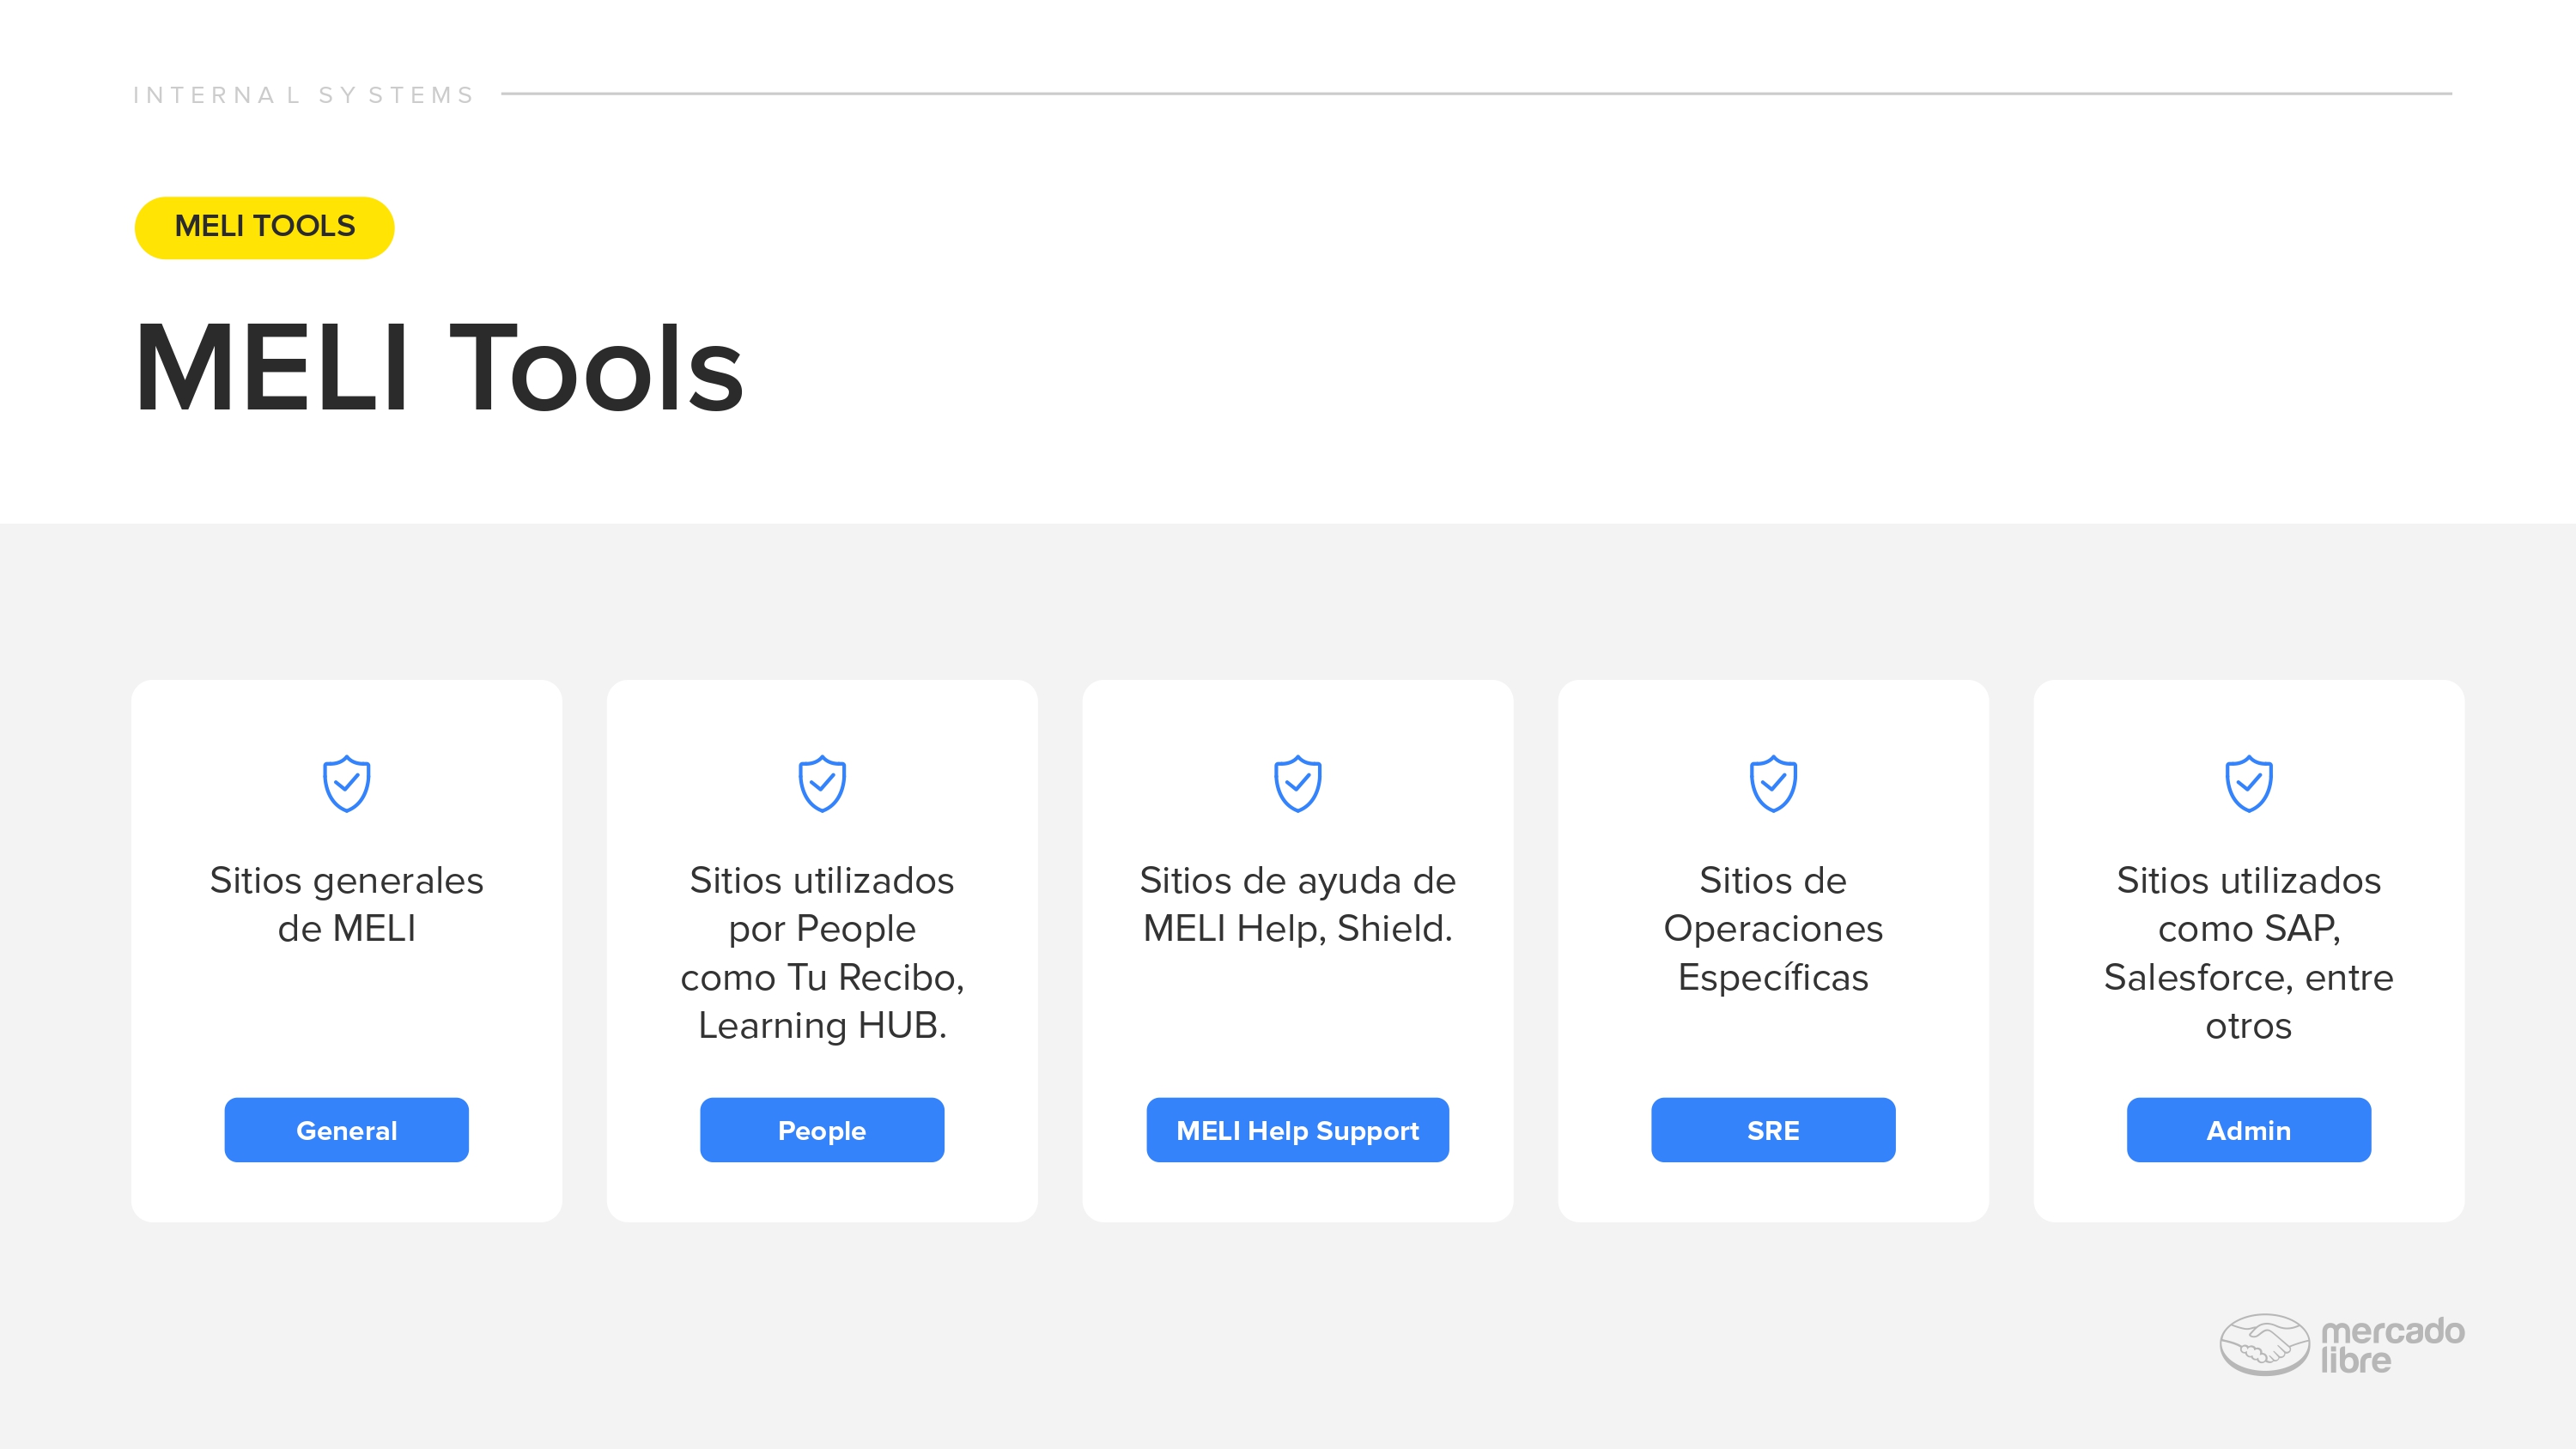 INTERNAL SYSTEMS
MELI TOOLS
MELI Tools
Sitios generales
de MELI
General
Sitios utilizados
por People
como Tu Recibo,
Learning HUB.
People
Sitios de ayuda de
MELI Help, Shield.
MELI Help Support
Sitios de
Operaciones
Específicas
SRE
Sitios utilizados
como SAP,
Salesforce, entre
otros
Admin
mercado
libre